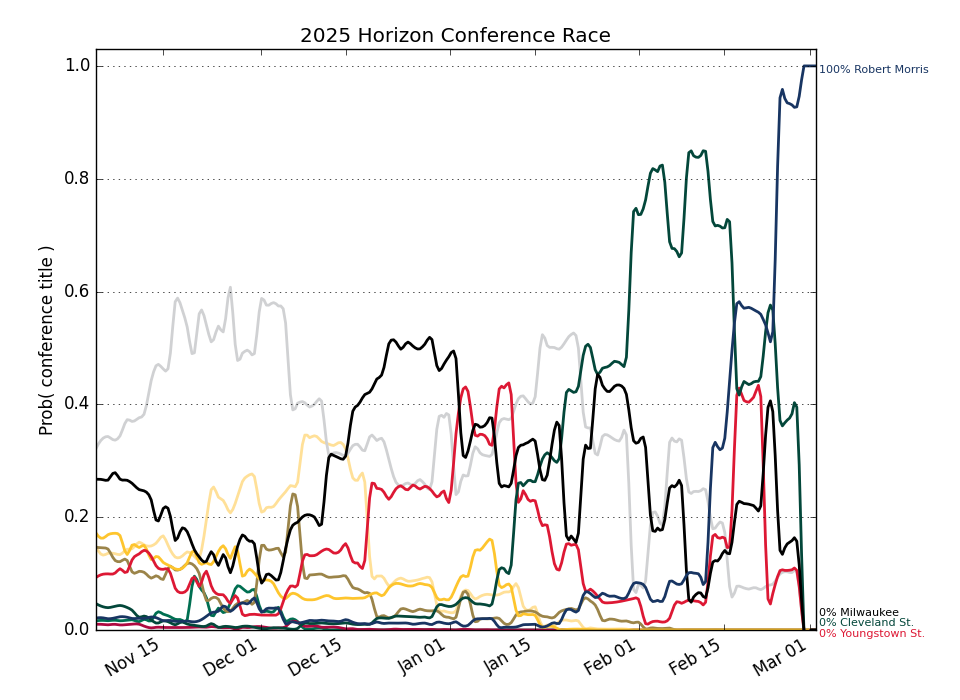 2025 Horizon Conference Race
Prob( conference title )
1.0
0.8
0.6
0.4
0.2
0.0
Nov 15
Dec 01
Dec 15
Jan 01
Jan 15
Feb 01
Feb 15
Mar 01
100% Robert Morris
0% Milwaukee
0% Cleveland St.
0% Youngstown St.